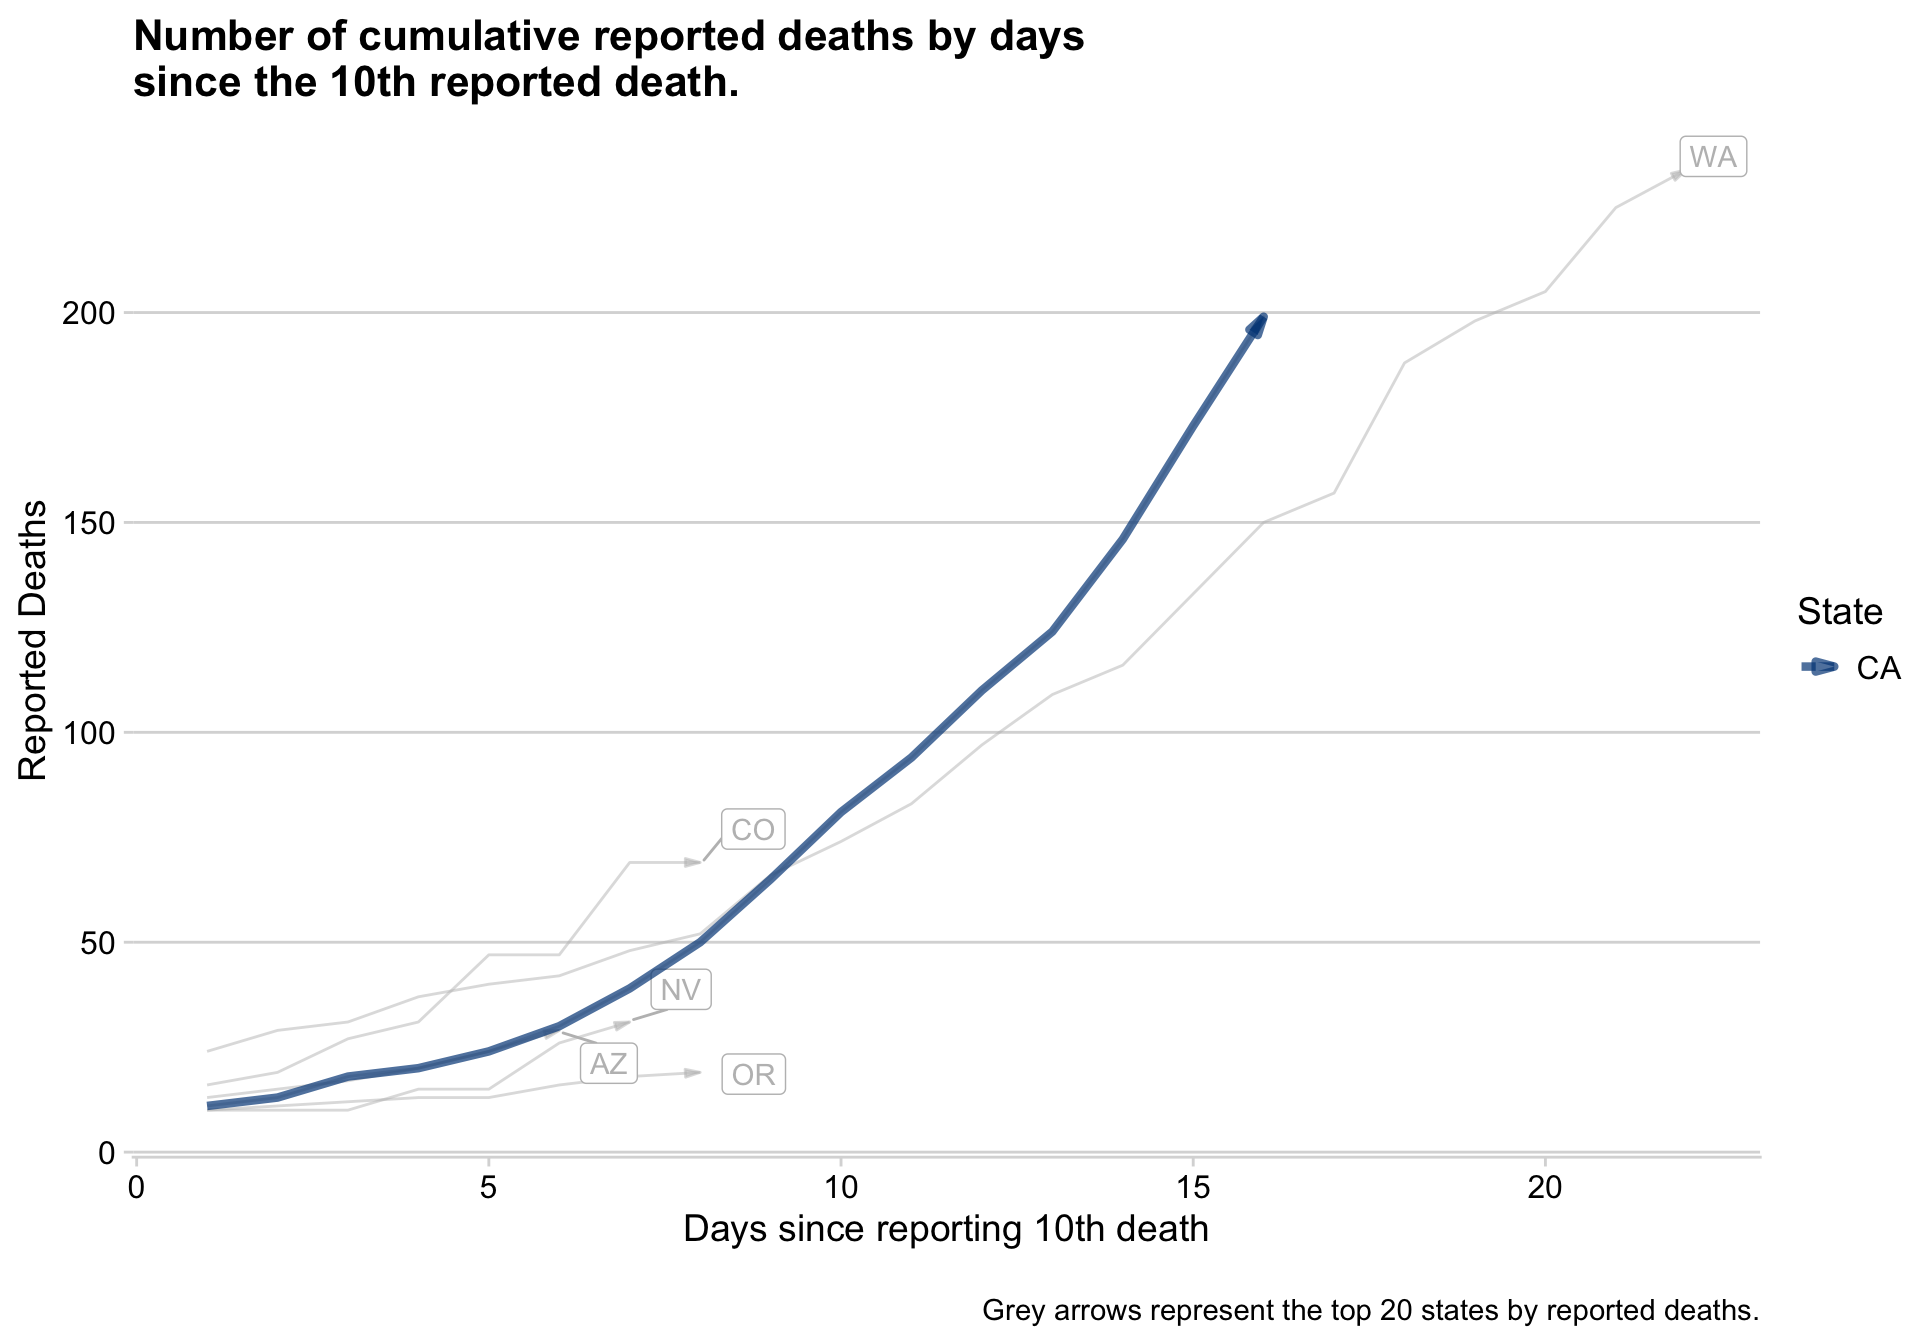 Number of cumulative reported deaths by days
since the 10th reported death.
WA
200
150
State
CA
Reported Deaths
100
CO
50
NV
AZ
OR
0
0 5 10 15 20
Days since reporting 10th death
Grey arrows represent the top 20 states by reported deaths.